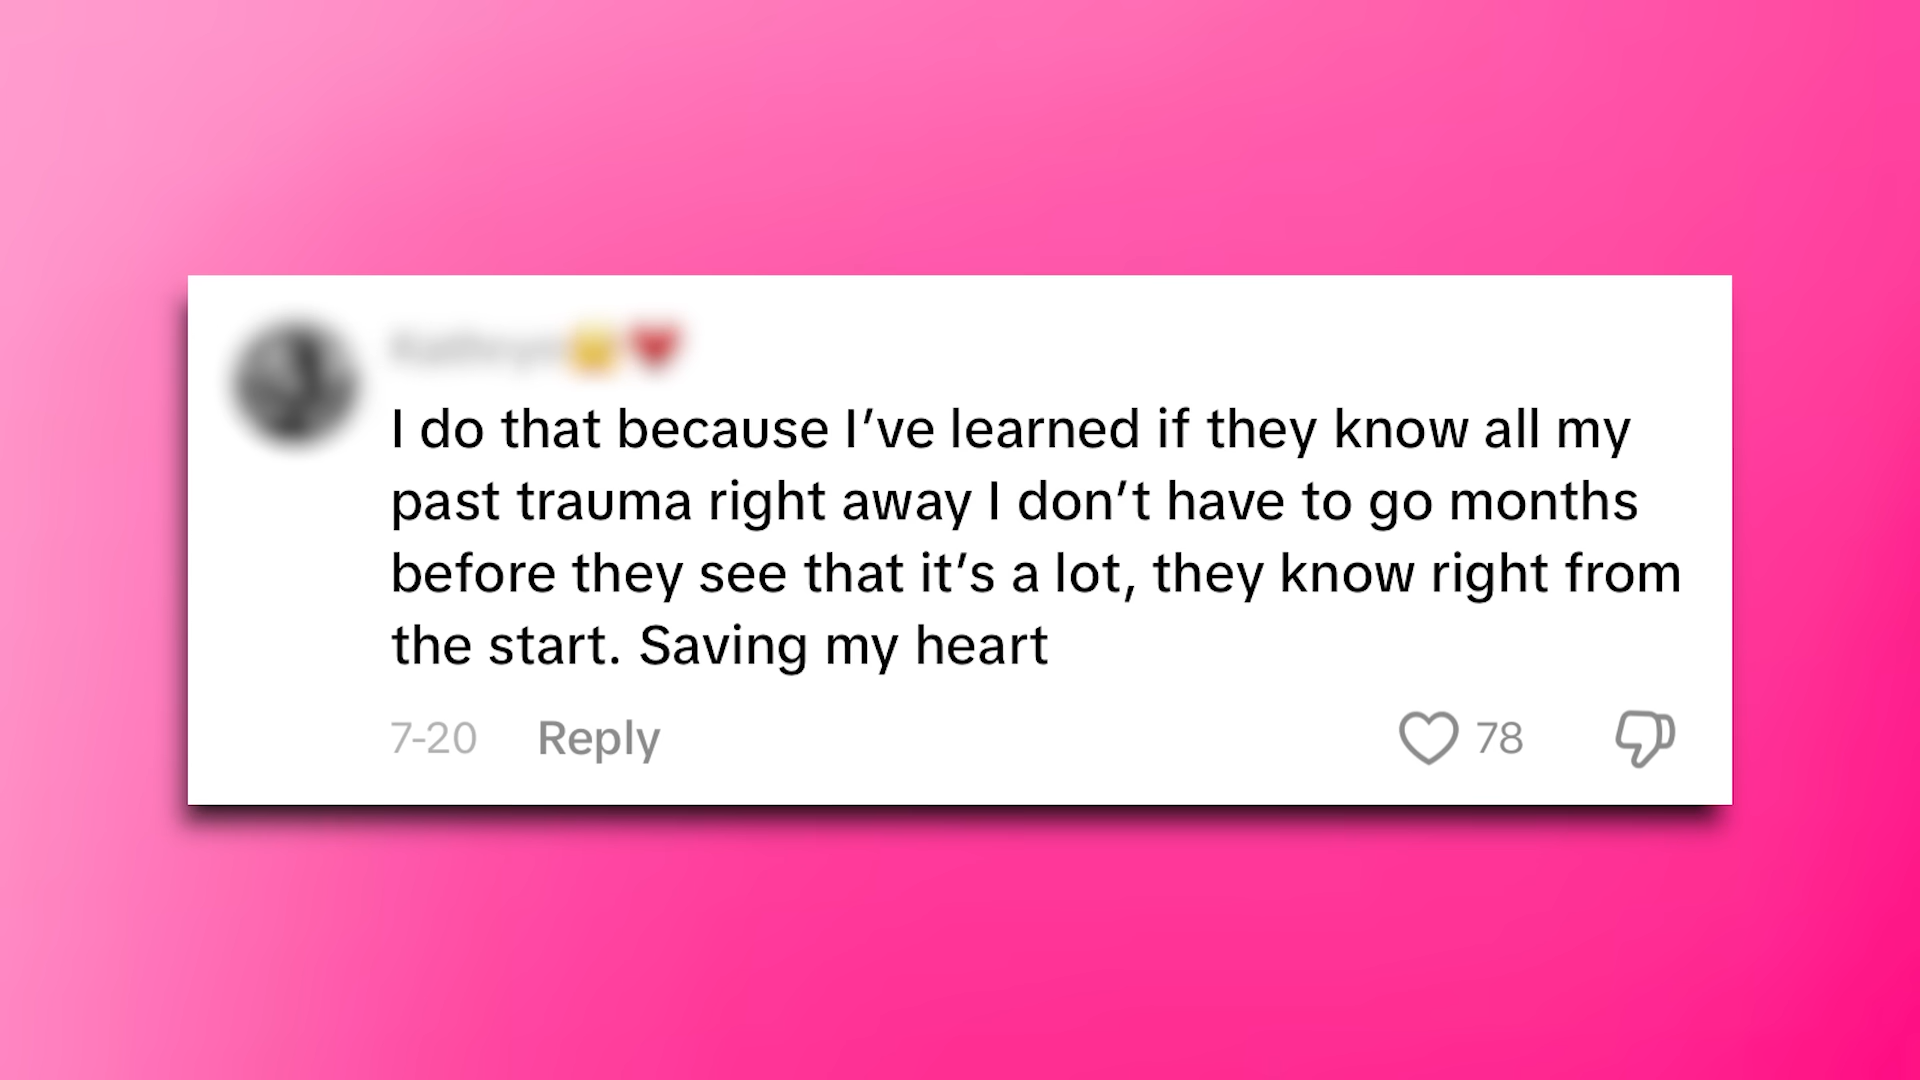 I do that because I’ve learned if they know all my
past trauma right away I don’t have to go months
before they see that it’s a lot, they know right from
the start. Saving my heart
7-20 Reply 78